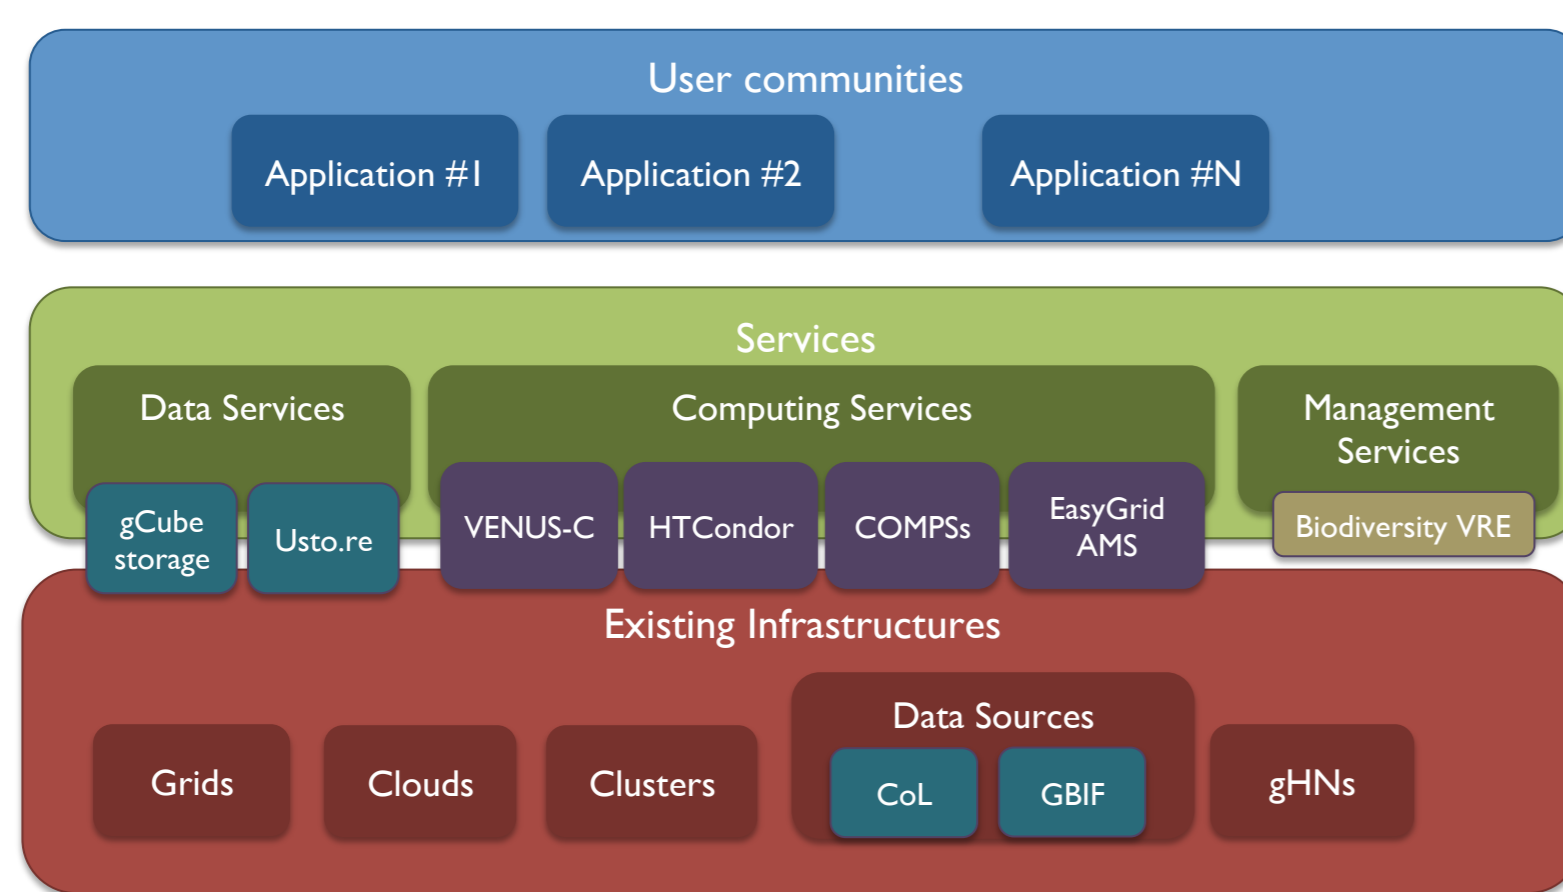 User communities
Application #1
Application #2
Application #N
Services
Data Services
Computing Services
Management
Services
gCube
storage
Usto.re
VENUS-C
HTCondor
COMPSs
EasyGrid
AMS
Biodiversity VRE
Existing Infrastructures
Grids
Clouds
Clusters
Data Sources
CoL
GBIF
gHNs